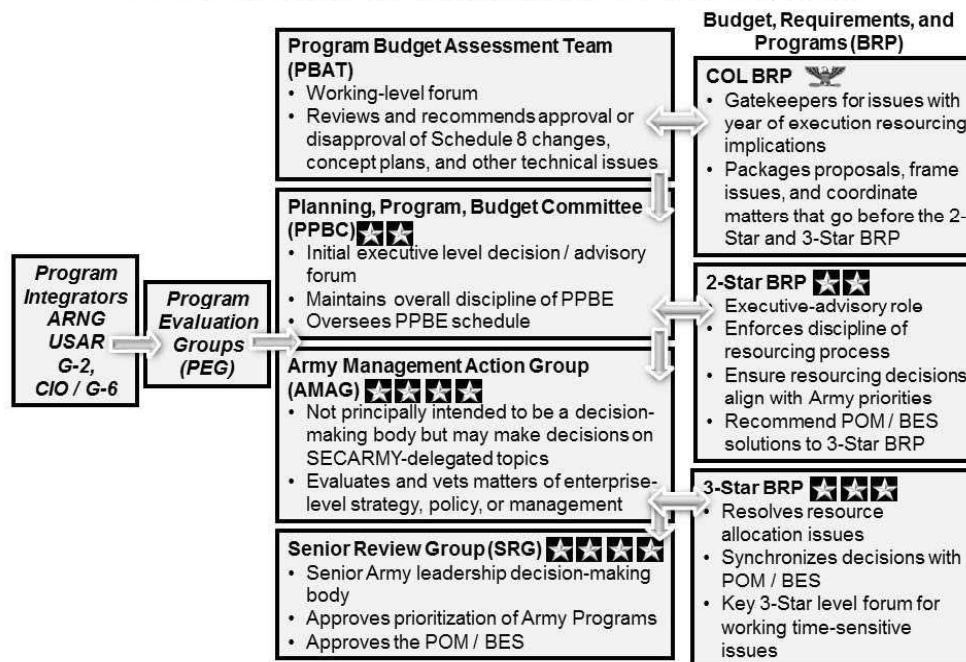 Program Integrators
ARNG
USAR
G-2,
CIO / G-6
Program
Evaluation
Groups
(PEG)
Program Budget Assessment Team
(PBAT)
• Working-level forum
• Reviews and recommends approval or
disapproval of Schedule 8 changes,
concept plans, and other technical issues
Planning, Program, Budget Committee
(PPBC)
• Initial executive level decision / advisory
forum
• Maintains overall discipline of PPBE
• Oversees PPBE schedule
Army Management Action Group
(AMAG)
• Not principally intended to be a decision-
making body but may make decisions on
SECARMY-delegated topics
• Evaluates and vets matters of enterprise-
level strategy, policy, or management
Senior Review Group (SRG)
• Senior Army leadership decision-making
body
• Approves prioritization of Army Programs
• Approves the POM / BES
Budget, Requirements, and
Programs (BRP)
COL BRP
• Gatekeepers for issues with
year of execution resourcing
implications
• Packages proposals, frame
issues, and coordinate
matters that go before the 2-
Star and 3-Star BRP
2-Star BRP
• Executive-advisory role
• Enforces discipline of
resourcing process
• Ensure resourcing decisions
align with Army priorities
• Recommend POM / BES
solutions to 3-Star BRP
3-Star BRP
• Resolves resource
allocation issues
• Synchronizes decisions with
POM / BES
• Key 3-Star level forum for
working time-sensitive
issues